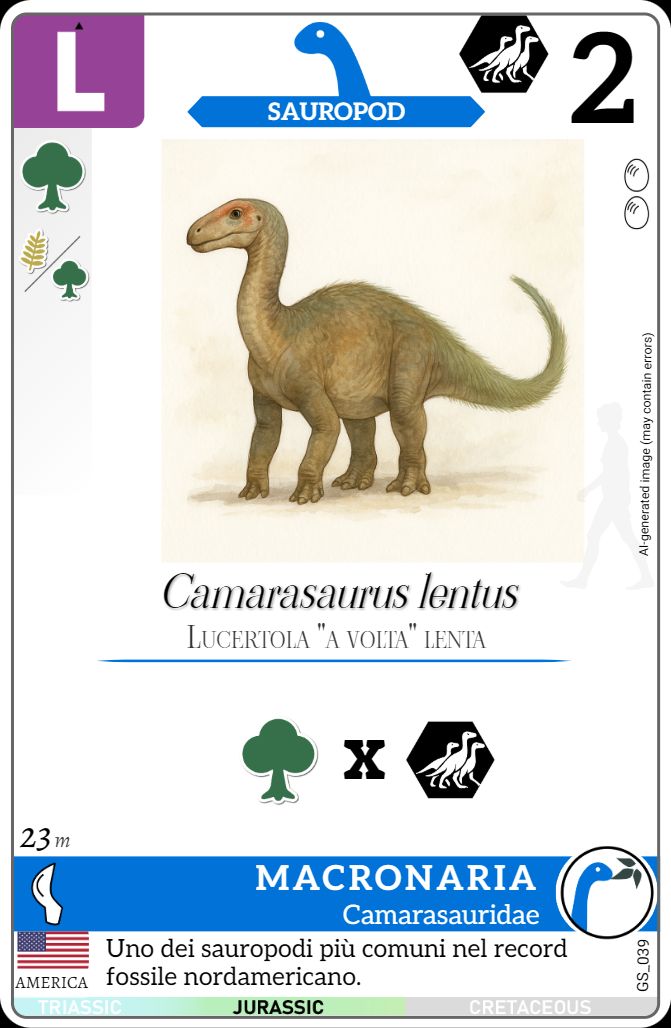 L
SAUROPOD
2
AI-generated image (may contain errors)
Camarasaurus lentus
Lucertola "a volta" lenta
x
23 m
MACRONARIA
Camarasauridae
AMERICA
Uno dei sauropodi più comuni nel record
fossile nordamericano.
GS_039
TRIASSIC JURASSIC CRETACEOUS